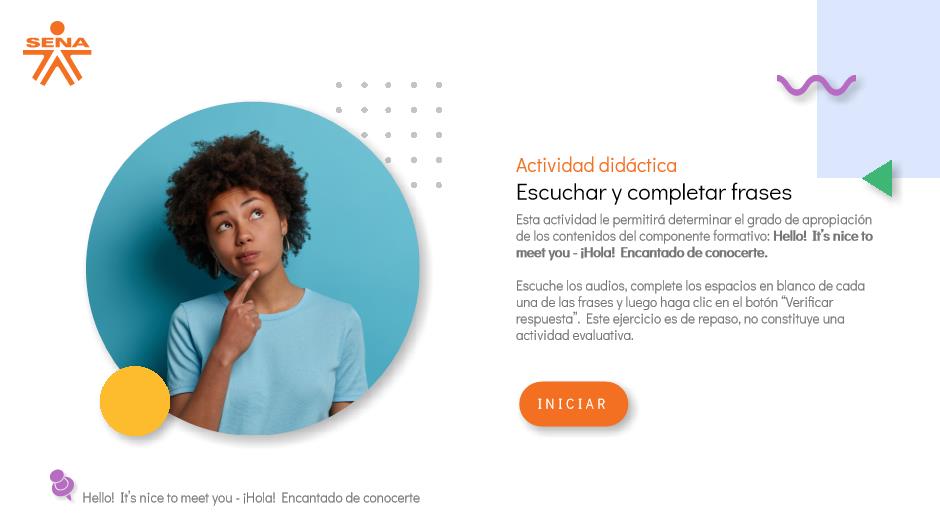 SENA
Actividad didáctica
Escuchar y completar frases
Esta actividad le permitirá determinar el grado de apropiación
de los contenidos del componente formativo: Hello! It's nice to
meet you - ¡Hola! Encantado de conocerte.
Escuche los audios, complete los espacios en blanco de cada
una de las frases y luego haga clic en el botón “Verificar
respuesta”. Este ejercicio es de repaso, no constituye una
actividad evaluativa.
INICIAR
Hello! It's nice to meet you - ¡Hola! Encantado de conocerte